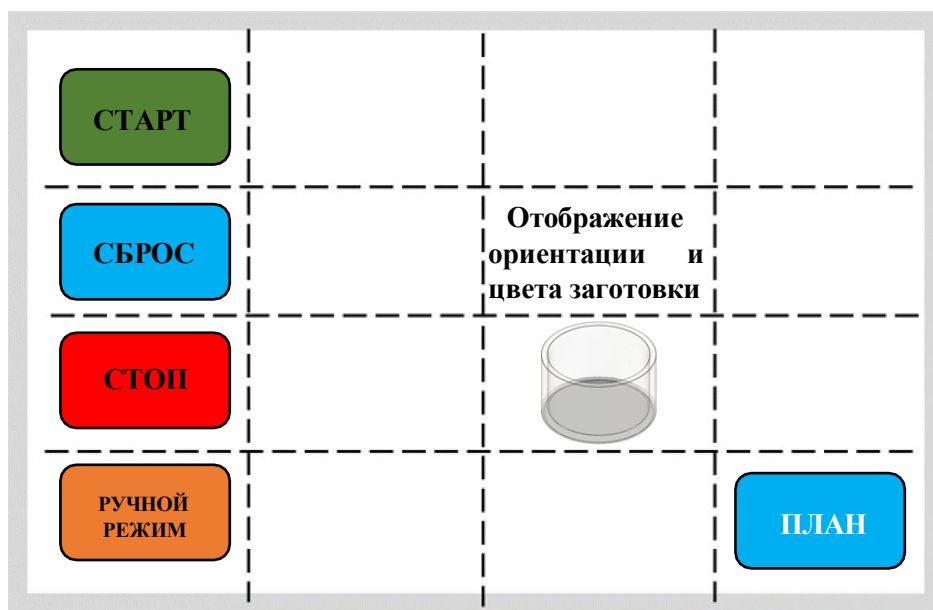 СТАРТ
СБРОС
Отображение
ориентации и
цвета заготовки
СТОП
РУЧНОЙ
РЕЖИМ
ПЛАН